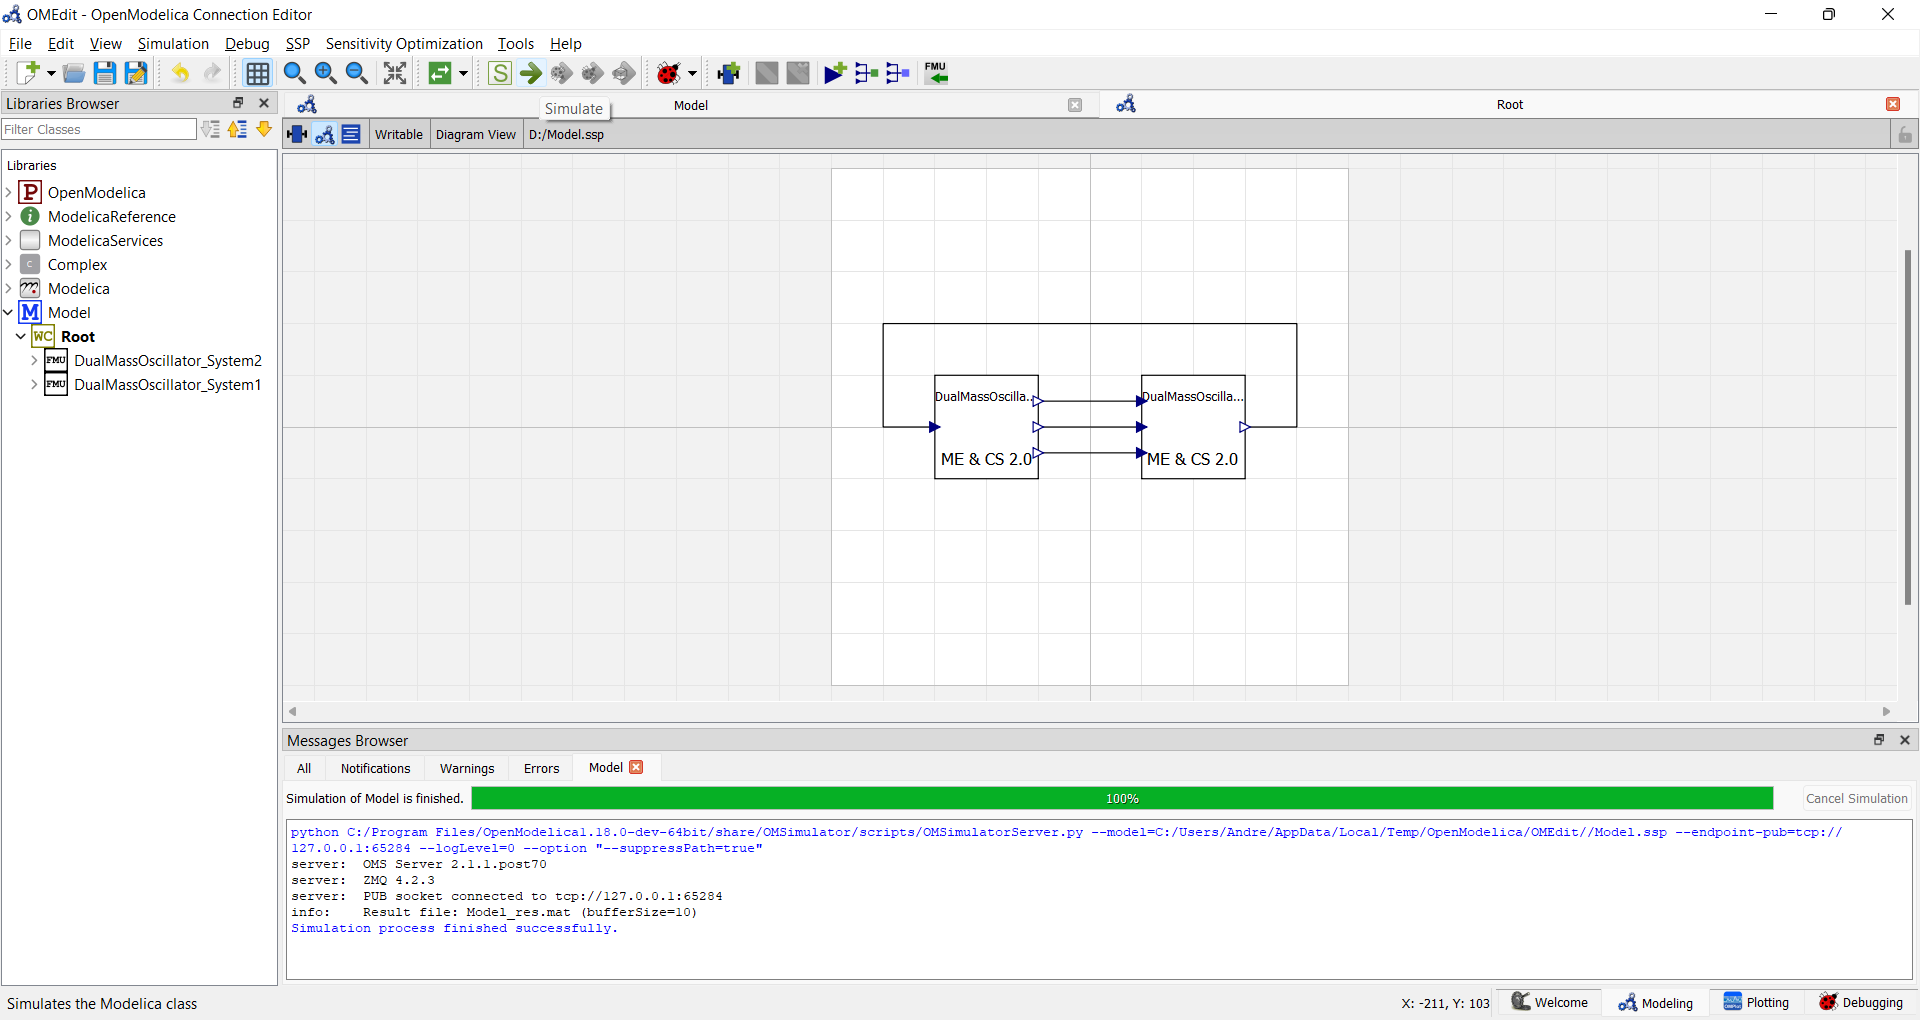 OMEdit - OpenModelica Connection Editor
File Edit View Simulation Debug SSP Sensitivity Optimization Tools Help
S FMU
Libraries Browser
Model
Root
Simulate
Filter Classes
Writable Diagram View D:/Model.ssp
Libraries
P OpenModelica
i ModelicaReference
ModelicaServices
C Complex
m Modelica
M Model
WC Root
FMU DualMassOscillator_System2
FMU DualMassOscillator_System1
DualMassOscilla...
DualMassOscilla...
ME & CS 2.0
ME & CS 2.0
Messages Browser
All Notifications Warnings Errors Model
Simulation of Model is finished. 100% Cancel Simulation
python C:/Program Files/OpenModelica1.18.0-dev-64bit/share/OMSimulator/scripts/OMSimulatorServer.py --model=C:/Users/Andre/AppData/Local/Temp/OpenModelica/OMEdit//Model.ssp --endpoint-pub=tcp://
127.0.0.1:65284 --logLevel=0 --option "--suppressPath=true"
server: OMS Server 2.1.1.post70
server: ZMQ 4.2.3
server: PUB socket connected to tcp://127.0.0.1:65284
info: Result file: Model_res.mat (bufferSize=10)
Simulation process finished successfully.
Simulates the Modelica class
X: -211, Y: 103 Welcome Modeling Plotting Debugging